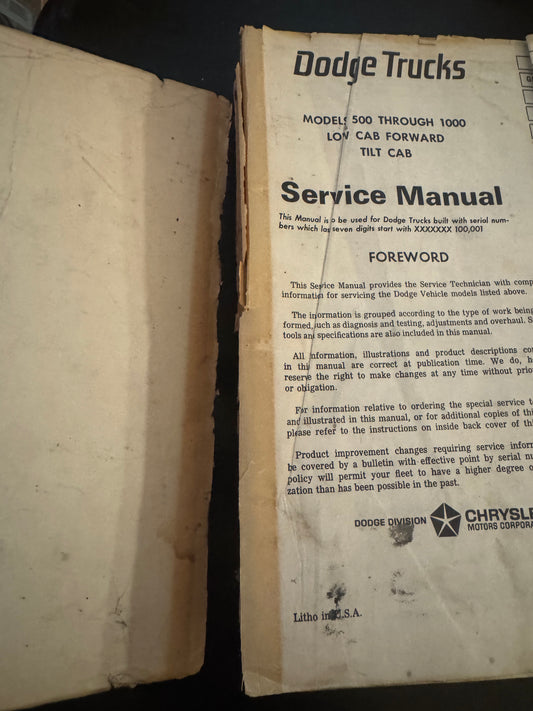 Dodge Trucks
MODELS 500 THROUGH 1000
LOW CAB FORWARD
TILT CAB
Service Manual
This Manual is to be used for Dodge Trucks built with serial num-
bers which last seven digits start with XXXXXXX 100,001
FOREWORD
This Service Manual provides the Service Technician with comp
information for servicing the Dodge Vehicle models listed above.
The information is grouped according to the type of work being
formed, such as diagnosis and testing, adjustments and overhaul. S
tools and specifications are also included in this manual.
All information, illustrations and product descriptions co
in this manual are correct at publication time. We do, h
reserve the right to make changes at any time without prio
or obligation.
For information relative to ordering the special service t
and illustrated in this manual, or for additional copies of thi
please refer to the instructions on inside back cover of th
Product improvement changes requiring service inform
be covered by a bulletin with effective point by serial nu
policy will permit your fleet to have a higher degree o
zation than has been possible in the past.
DODGE DIVISION CHRYSLE
MOTORS CORPORA
Litho in U.S.A.